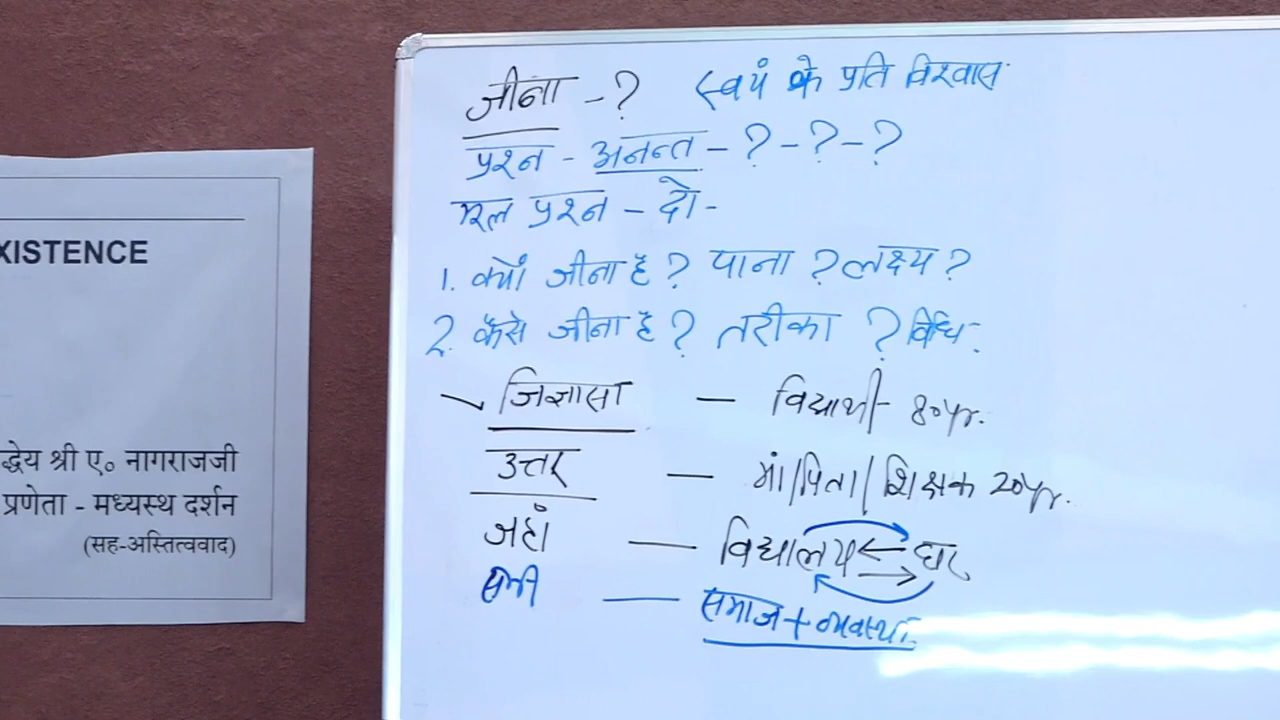 XISTENCE
द्धेय श्री ए० नागराजजी
प्रणेता - मध्यस्थ दर्शन
(सह-अस्तित्ववाद)
जीना - ? स्वयं के प्रति विश्वास
प्रश्न - अनन्त - ? - ? - ?
मूल प्रश्न - दो -
1. क्यों जीना है ? पाना ? लक्ष्य ?
2. कैसे जीना है ? तरीका ? विधि.
जिज्ञासा — विद्यार्थी - 80yr.
उत्तर — मां/पिता/शिक्षक 20yr.
जहाँ — विद्यालय घर
सभी — समाज + व्यवस्था